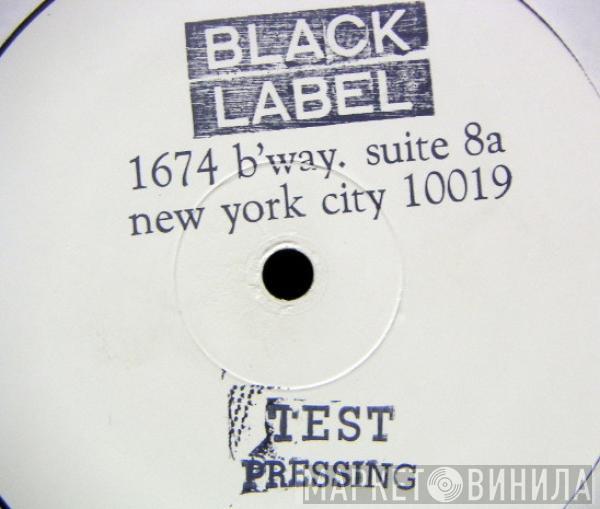 BLACK
LABEL
1674 b'way. suite 8a
new york city 10019
TEST
PRESSING
МАРКЕТ ВИНИЛА